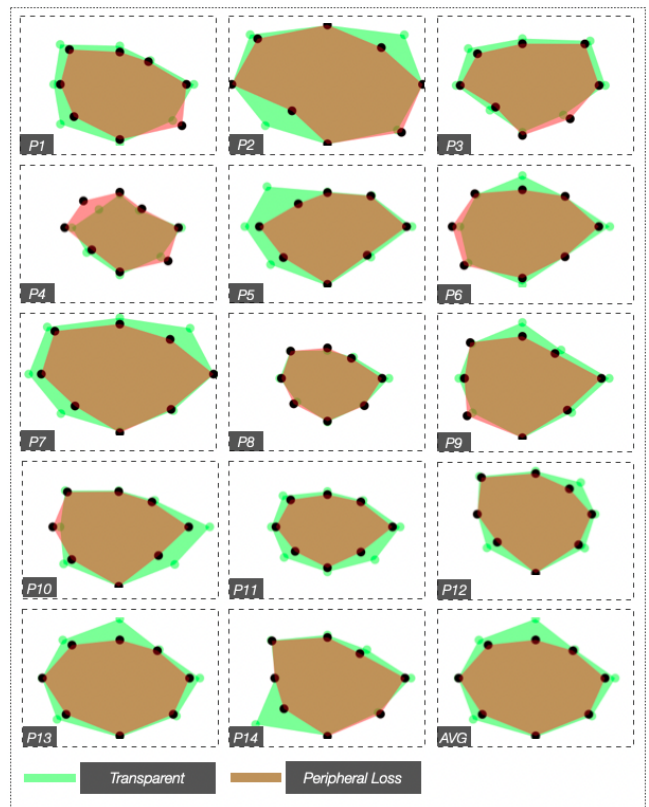 P1 P2 P3
P4 P5 P6
P7 P8 P9
P10 P11 P12
P13 P14 AVG
Transparent Peripheral Loss